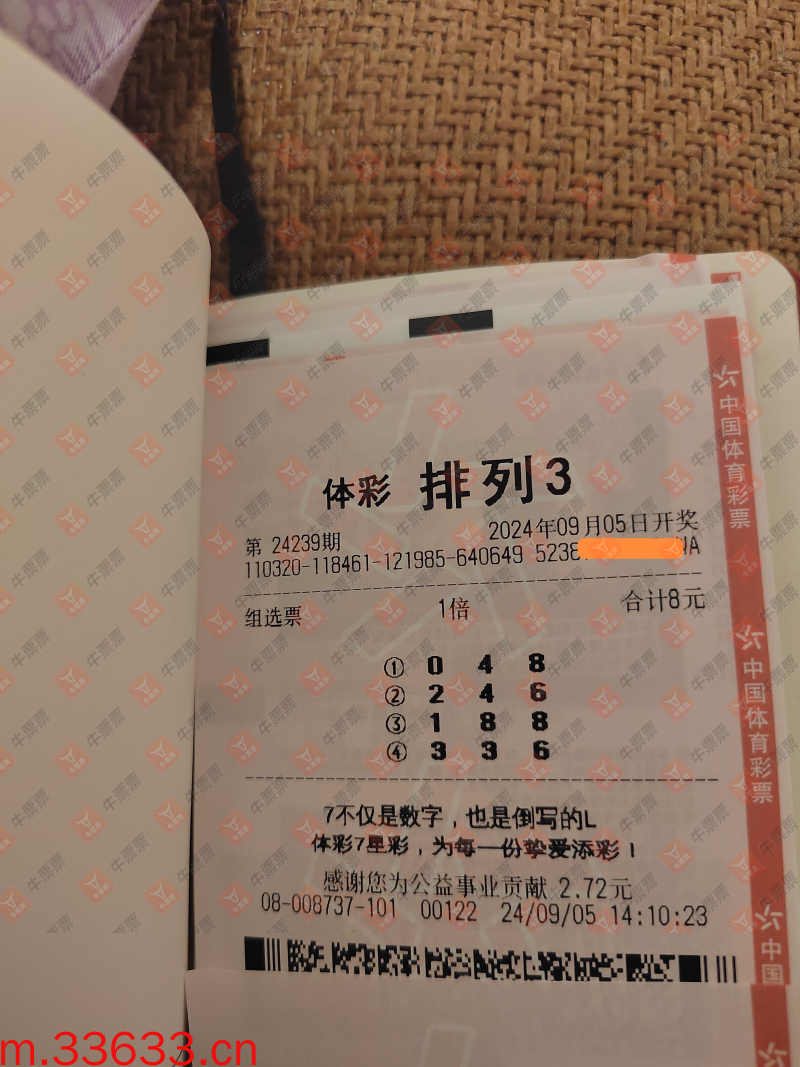 体彩 排列3
第 24239期 2024年09月05日开奖
110320-118461-121985-640649 5238 NA
组选票 1倍 合计8元
① 0 4 8
② 2 4 6
③ 1 8 8
④ 3 3 6
7不仅是数字，也是倒写的L
体彩7星彩，为每一份挚爱添彩！
感谢您为公益事业贡献 2.72元
08-008737-101 00122 24/09/05 14:10:23
中国体育彩票
中国体育彩票
中国
牛票票
m.33633.cn